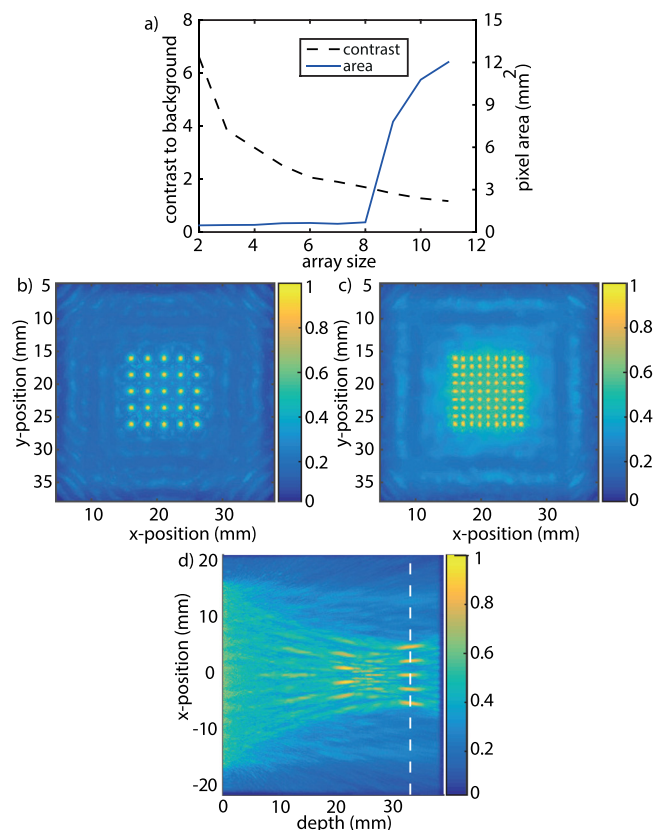 a)
8
6
4
2
0
contrast to background
contrast
area
15
12
9
6
3
0
pixel area (mm2)
2 4 6 8 10 12
array size
b)
5
10
15
20
25
30
35
y-position (mm)
10 20 30
x-position (mm)
1
0.8
0.6
0.4
0.2
0
c)
5
10
15
20
25
30
35
y-position (mm)
10 20 30
x-position (mm)
1
0.8
0.6
0.4
0.2
0
d)
20
10
0
-10
-20
x-position (mm)
0 10 20 30
depth (mm)
1
0.8
0.6
0.4
0.2
0